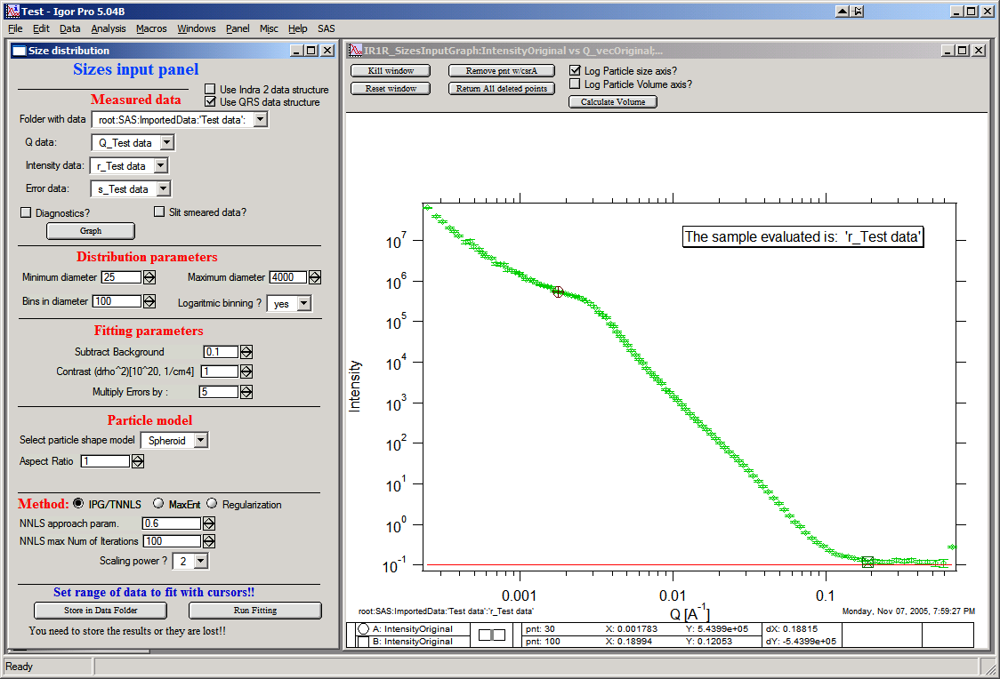 Test - Igor Pro 5.04B
File Edit Data Analysis Macros Windows Panel Misc Help SAS
Size distribution
Sizes input panel
Use Indra 2 data structure
Measured data
Use QRS data structure
Folder with data root:SAS:ImportedData:'Test data':
Q data: Q_Test data
Intensity data: r_Test data
Error data: s_Test data
Diagnostics? Slit smeared data?
Graph
Distribution parameters
Minimum diameter 25 Maximum diameter 4000
Bins in diameter 100 Logaritmic binning ? yes
Fitting parameters
Subtract Background 0.1
Contrast (drho^2)[10^20, 1/cm4] 1
Multiply Errors by : 5
Particle model
Select particle shape model Spheroid
Aspect Ratio 1
Method: IPG/TNNLS MaxEnt Regularization
NNLS approach param. 0.6
NNLS max Num of Iterations 100
Scaling power ? 2
Set range of data to fit with cursors!!
Store in Data Folder Run Fitting
You need to store the results or they are lost!!
IR1R_SizesInputGraph:IntensityOriginal vs Q_vecOriginal;...
Kill window Remove pnt w/csrA Log Particle size axis?
Reset window Return All deleted points Log Particle Volume axis?
Calculate Volume
The sample evaluated is: 'r_Test data'
10^7
10^6
10^5
10^4
10^3
10^2
10^1
10^0
10^-1
Intensity
0.001 0.01 0.1
Q [A^-1]
root:SAS:ImportedData:'Test data':'r_Test data' Monday, Nov 07, 2005, 7:59:27 PM
A: IntensityOriginal pnt: 30 X: 0.001783 Y: 5.4399e+05 dX: 0.18815
B: IntensityOriginal pnt: 100 X: 0.18994 Y: 0.12053 dY: -5.4399e+05
Ready